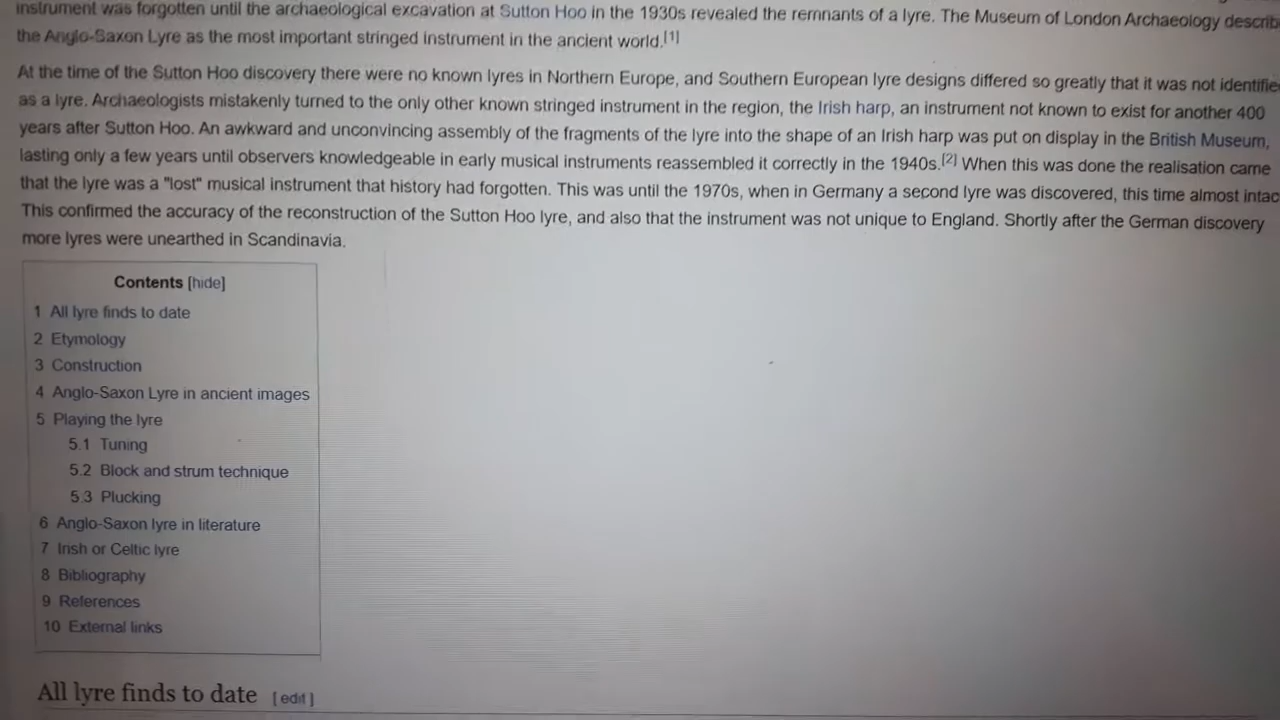 instrument was forgotten until the archaeological excavation at Sutton Hoo in the 1930s revealed the remnants of a lyre. The Museum of London Archaeology describ
the Anglo-Saxon Lyre as the most important stringed instrument in the ancient world.[1]
At the time of the Sutton Hoo discovery there were no known lyres in Northern Europe, and Southern European lyre designs differed so greatly that it was not identifie
as a lyre. Archaeologists mistakenly turned to the only other known stringed instrument in the region, the Irish harp, an instrument not known to exist for another 400
years after Sutton Hoo. An awkward and unconvincing assembly of the fragments of the lyre into the shape of an Irish harp was put on display in the British Museum,
lasting only a few years until observers knowledgeable in early musical instruments reassembled it correctly in the 1940s.[2] When this was done the realisation came
that the lyre was a "lost" musical instrument that history had forgotten. This was until the 1970s, when in Germany a second lyre was discovered, this time almost intac
This confirmed the accuracy of the reconstruction of the Sutton Hoo lyre, and also that the instrument was not unique to England. Shortly after the German discovery
more lyres were unearthed in Scandinavia.
Contents [hide]
1 All lyre finds to date
2 Etymology
3 Construction
4 Anglo-Saxon Lyre in ancient images
5 Playing the lyre
5.1 Tuning
5.2 Block and strum technique
5.3 Plucking
6 Anglo-Saxon lyre in literature
7 Irish or Celtic lyre
8 Bibliography
9 References
10 External links
All lyre finds to date [edit]